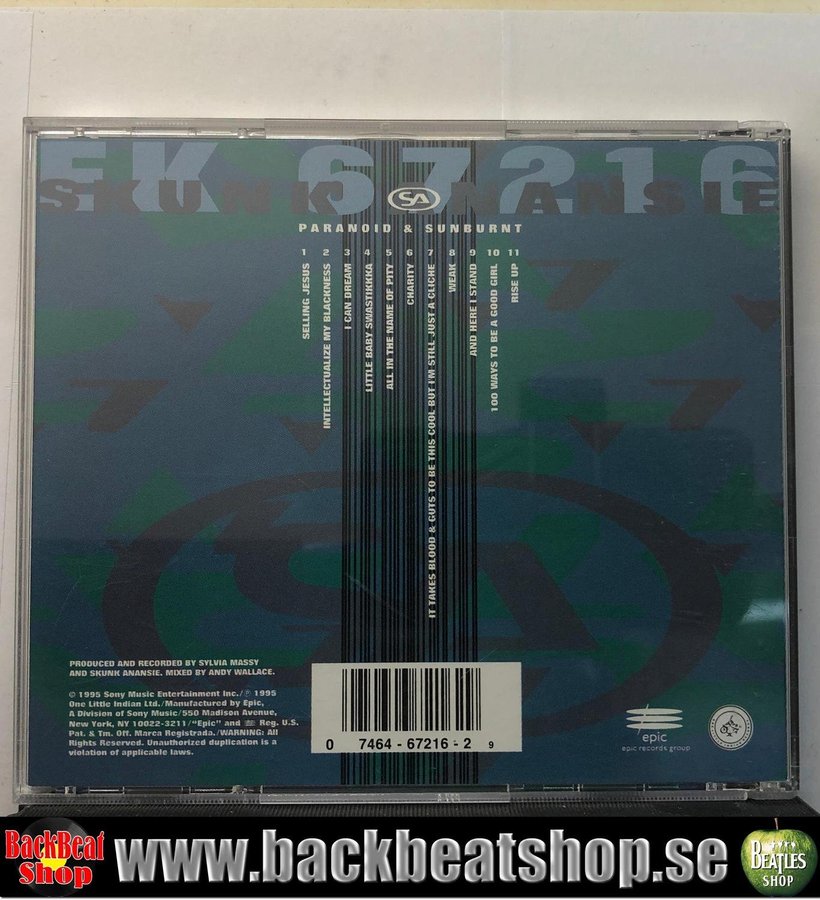 EK 67216
SKUNK SA NANSIE
PARANOID & SUNBURNT
1 SELLING JESUS
2 INTELLECTUALIZE MY BLACKNESS
3 I CAN DREAM
4 LITTLE BABY SWASTIKKKA
5 ALL IN THE NAME OF PITY
6 CHARITY
7 IT TAKES BLOOD & GUTS TO BE THIS COOL BUT I'M STILL JUST A CLICHE
8 WEAK
9 AND HERE I STAND
10 100 WAYS TO BE A GOOD GIRL
11 RISE UP
SA
PRODUCED AND RECORDED BY SYLVIA MASSY
AND SKUNK ANANSIE. MIXED BY ANDY WALLACE.
© 1995 Sony Music Entertainment Inc./℗ 1995
One Little Indian Ltd./Manufactured by Epic,
A Division of Sony Music/550 Madison Avenue,
New York, NY 10022-3211/"Epic" and Reg. U.S.
Pat. & Tm. Off. Marca Registrada./WARNING: All
Rights Reserved. Unauthorized duplication is a
violation of applicable laws.
0 7464-67216-2 9
epic
epic records group
BackBeat
Shop
www.backbeatshop.se
BEATLES
SHOP